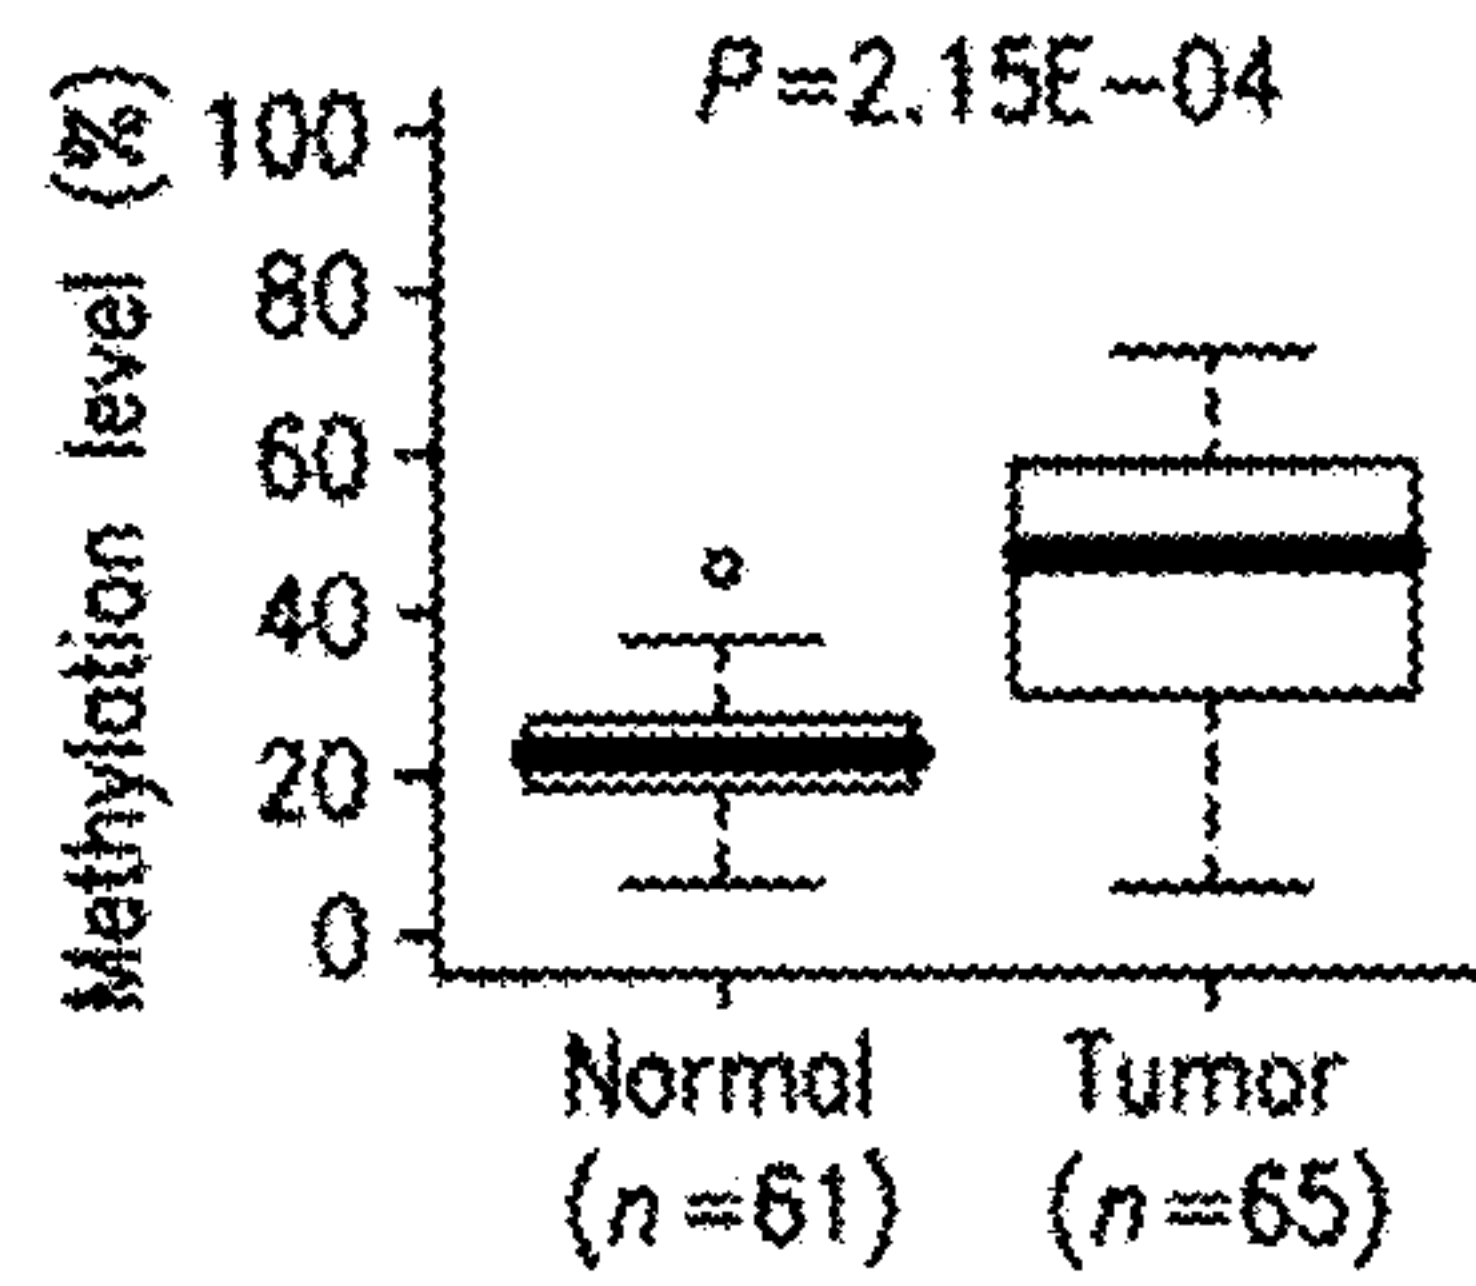 P=2.15E-04
Methylation level (%)
100
80
60
40
20
0
Normal Tumor
(n=61) (n=65)